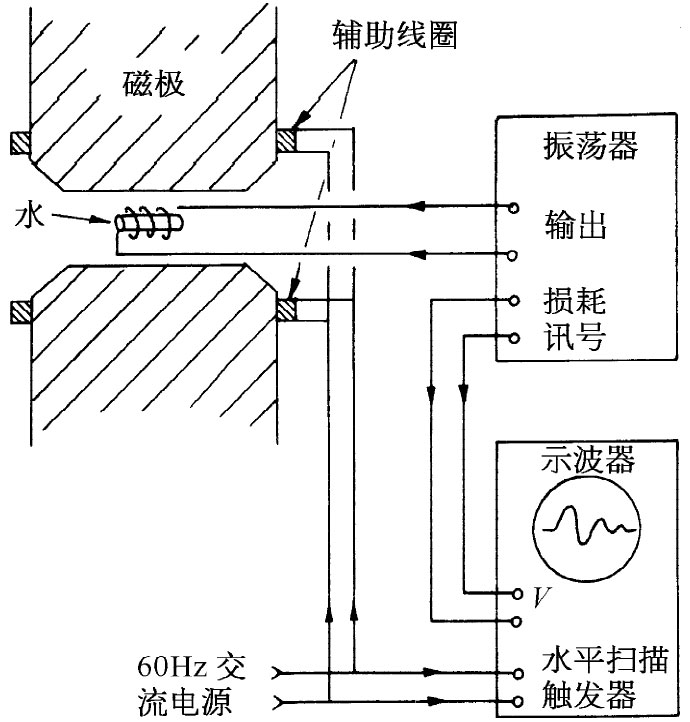 辅助线圈
磁极
振荡器
水
输出
损耗
讯号
示波器
V
60Hz 交
流电源
水平扫描
触发器